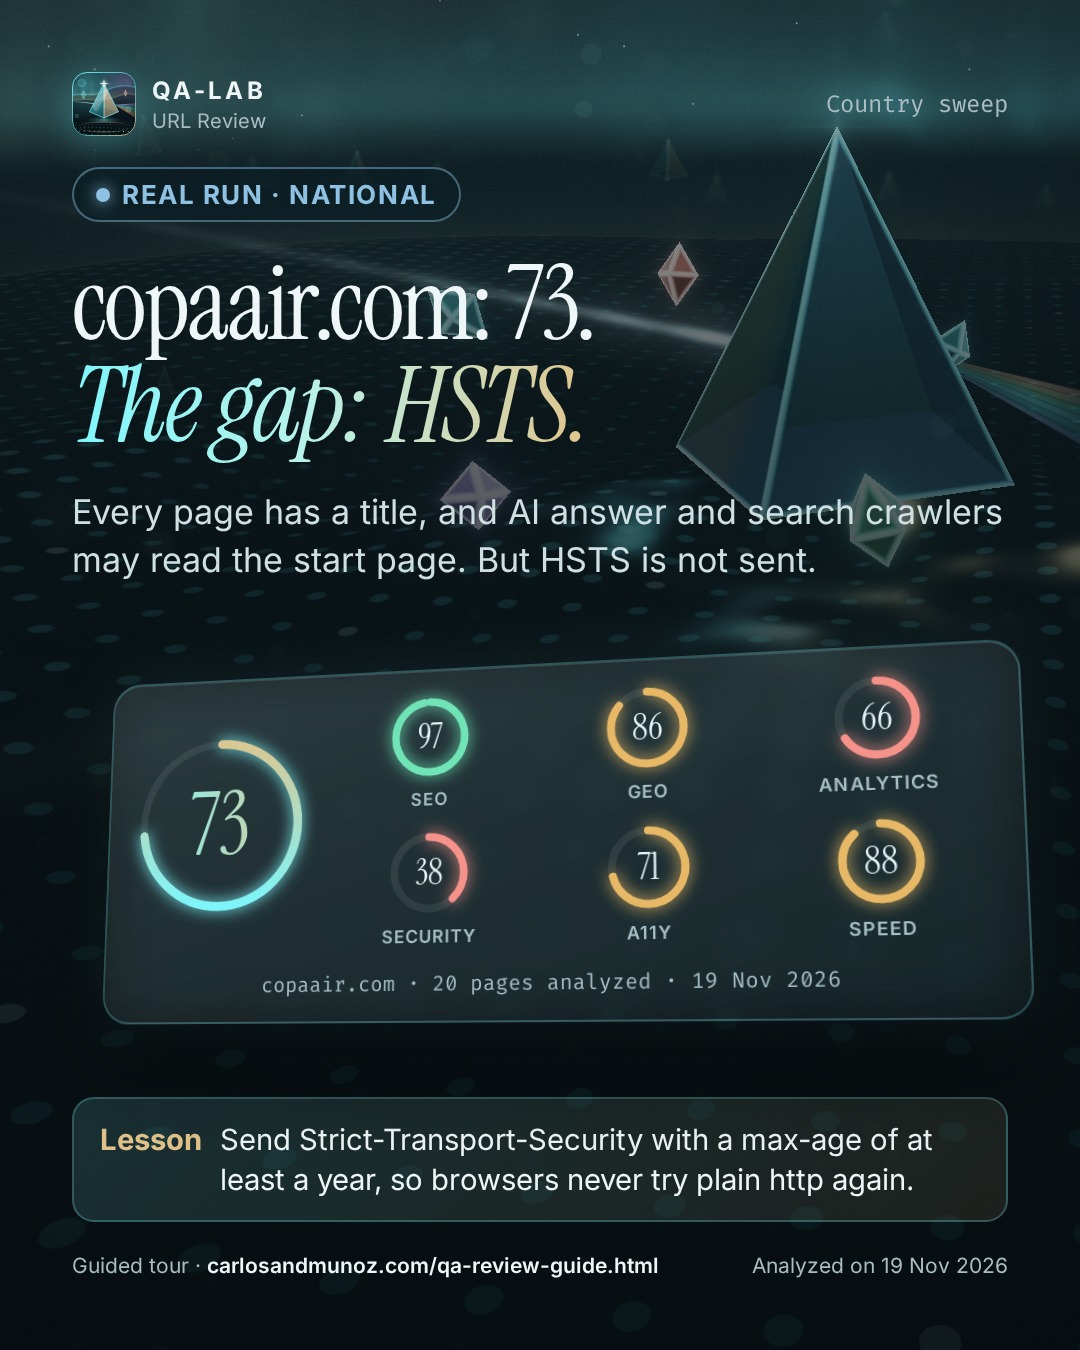 QA-LAB
URL Review
Country sweep
REAL RUN · NATIONAL
copaair.com: 73.
The gap: HSTS.
Every page has a title, and AI answer and search crawlers
may read the start page. But HSTS is not sent.
73
97
SEO
86
GEO
66
ANALYTICS
38
SECURITY
71
A11Y
88
SPEED
copaair.com · 20 pages analyzed · 19 Nov 2026
Lesson Send Strict-Transport-Security with a max-age of at
least a year, so browsers never try plain http again.
Guided tour · carlosandmunoz.com/qa-review-guide.html
Analyzed on 19 Nov 2026